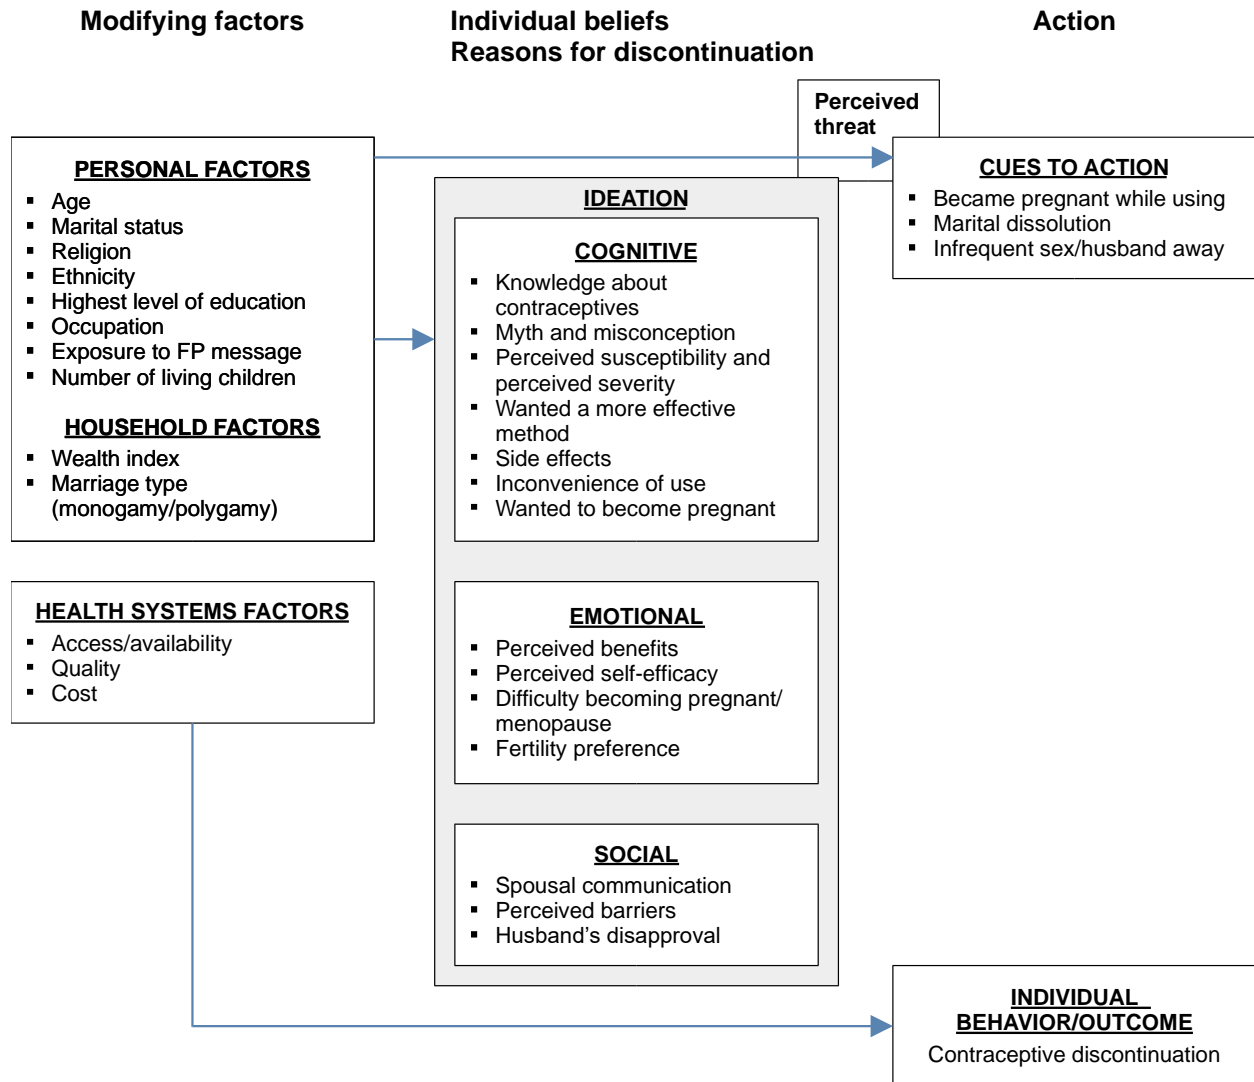 Modifying factors
Individual beliefs
Reasons for discontinuation
Action
Perceived
threat
PERSONAL FACTORS
▪ Age
▪ Marital status
▪ Religion
▪ Ethnicity
▪ Highest level of education
▪ Occupation
▪ Exposure to FP message
▪ Number of living children
HOUSEHOLD FACTORS
▪ Wealth index
▪ Marriage type
(monogamy/polygamy)
HEALTH SYSTEMS FACTORS
▪ Access/availability
▪ Quality
▪ Cost
IDEATION
COGNITIVE
▪ Knowledge about
contraceptives
▪ Myth and misconception
▪ Perceived susceptibility and
perceived severity
▪ Wanted a more effective
method
▪ Side effects
▪ Inconvenience of use
▪ Wanted to become pregnant
EMOTIONAL
▪ Perceived benefits
▪ Perceived self-efficacy
▪ Difficulty becoming pregnant/
menopause
▪ Fertility preference
SOCIAL
▪ Spousal communication
▪ Perceived barriers
▪ Husband’s disapproval
CUES TO ACTION
▪ Became pregnant while using
▪ Marital dissolution
▪ Infrequent sex/husband away
INDIVIDUAL
BEHAVIOR/OUTCOME
Contraceptive discontinuation